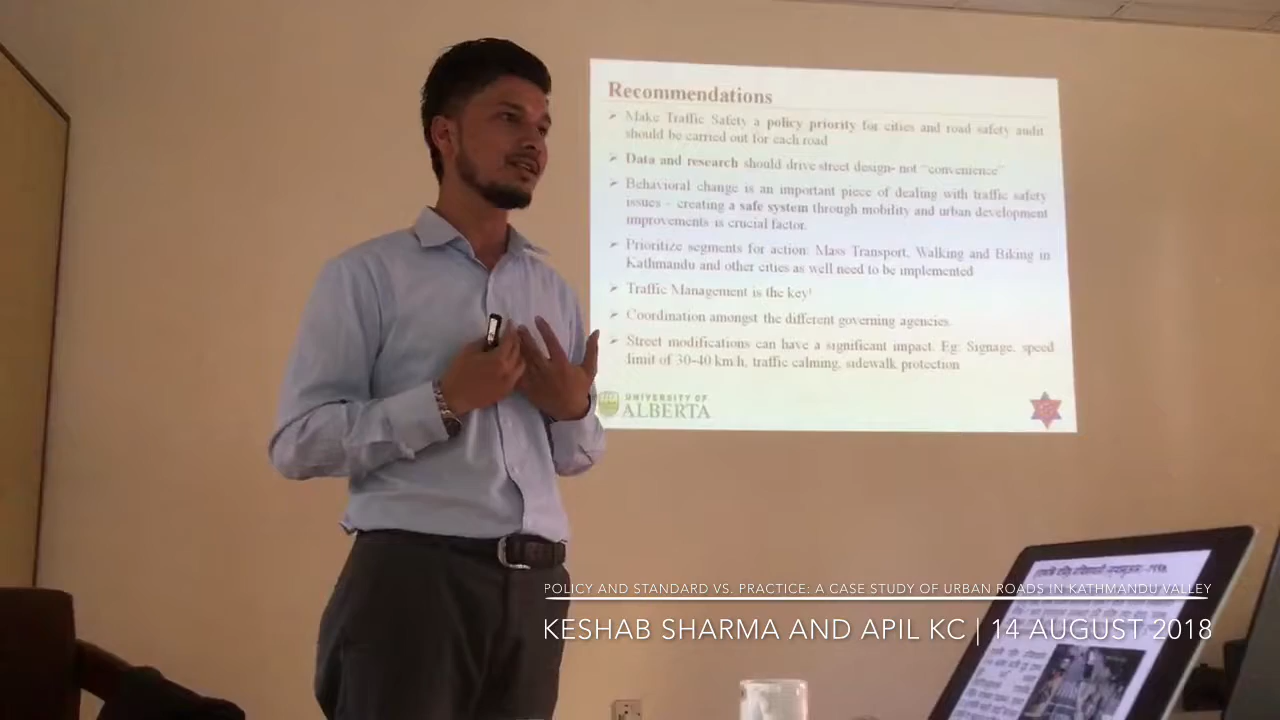 Recommendations
Make Traffic Safety a policy priority for cities and road safety audit
should be carried out for each road
Data and research should drive street design- not "convenience"
Behavioral change is an important piece of dealing with traffic safety
issues - creating a safe system through mobility and urban development
improvements is crucial factor.
Prioritize segments for action: Mass Transport, Walking and Biking in
Kathmandu and other cities as well need to be implemented
Traffic Management is the key!
Coordination amongst the different governing agencies.
Street modifications can have a significant impact. Eg: Signage, speed
limit of 30-40 km/h, traffic calming, sidewalk protection
UNIVERSITY OF
ALBERTA
POLICY AND STANDARD VS. PRACTICE: A CASE STUDY OF URBAN ROADS IN KATHMANDU VALLEY
KESHAB SHARMA AND APIL KC | 14 AUGUST 2018